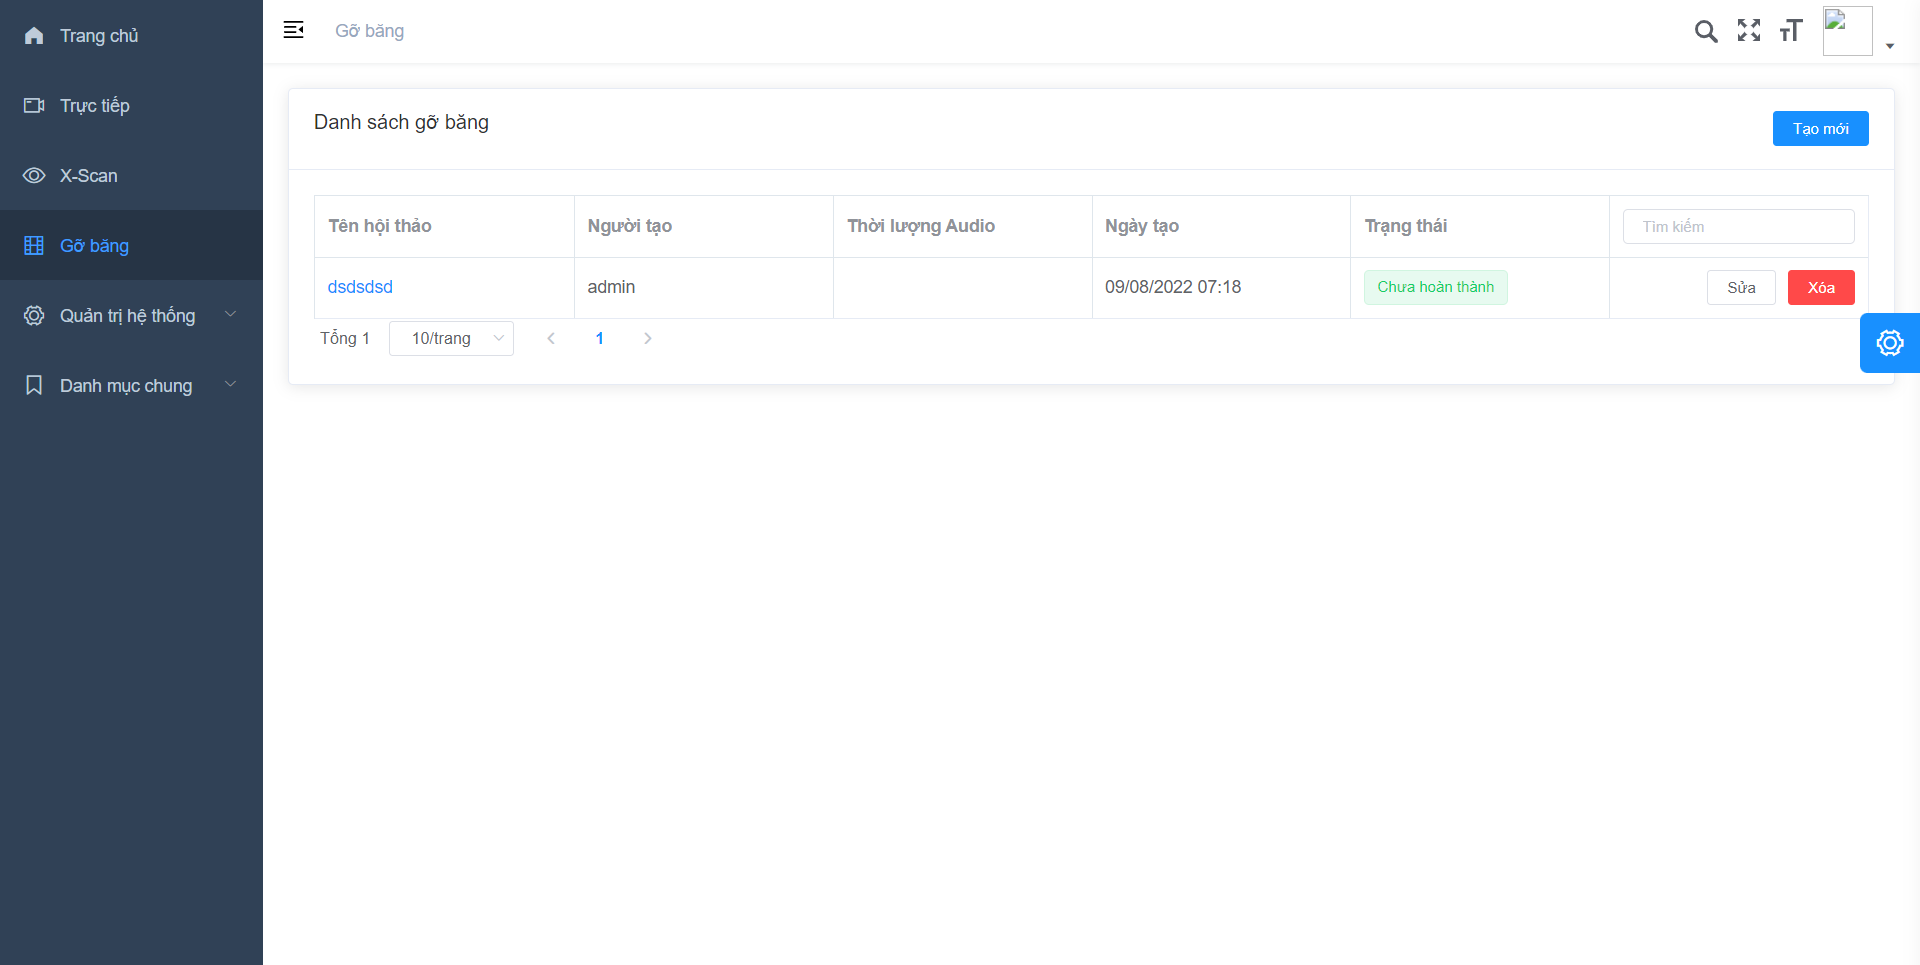 Trang chủ
Trực tiếp
X-Scan
Gỡ băng
Quản trị hệ thống
Danh mục chung
Gỡ băng
Danh sách gỡ băng
Tạo mới
Tên hội thảo Người tạo Thời lượng Audio Ngày tạo Trạng thái Tìm kiếm
dsdsdsd admin 09/08/2022 07:18 Chưa hoàn thành Sửa Xóa
Tổng 1 10/trang 1